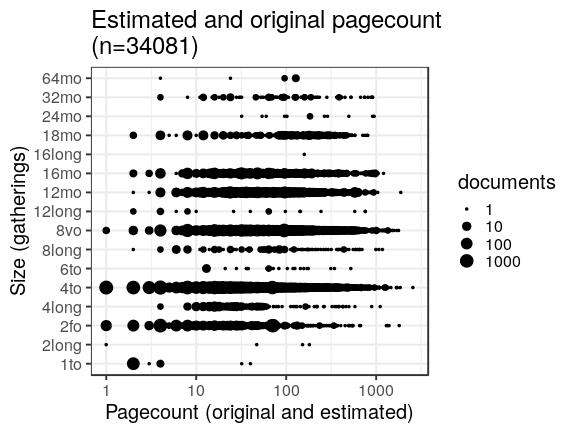 Estimated and original pagecount
(n=34081)
64mo
32mo
24mo
18mo
16long
16mo
12mo
12long
8vo
8long
6to
4to
4long
2fo
2long
1to
Size (gatherings)
1 10 100 1000
Pagecount (original and estimated)
documents
1
10
100
1000